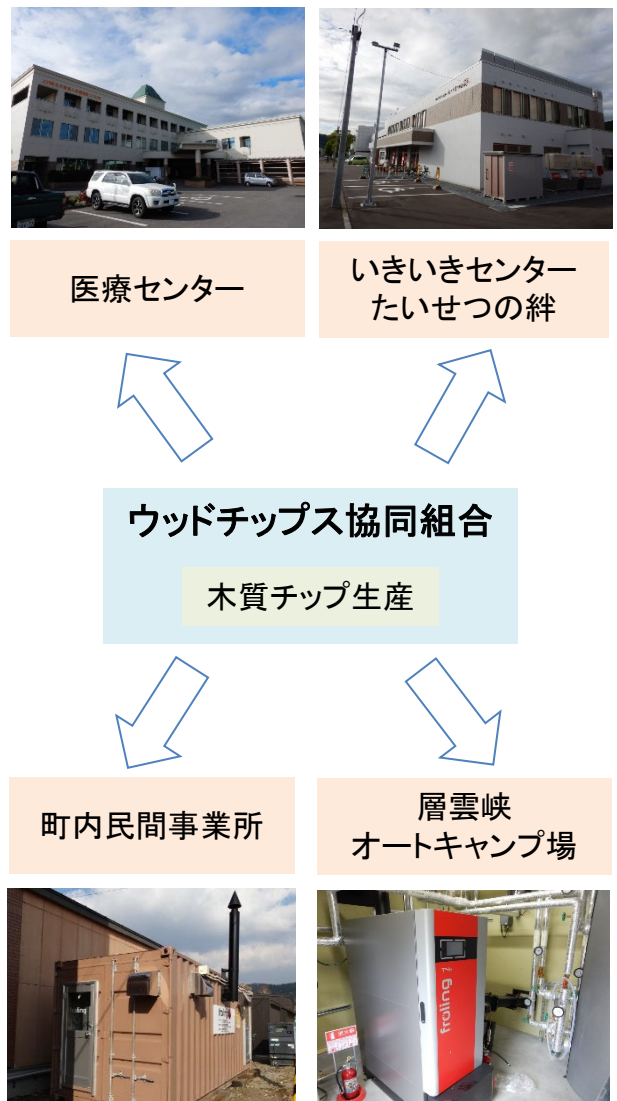 医療センター
いきいきセンター
たいせつの絆
ウッドチップス協同組合
木質チップ生産
町内民間事業所
層雲峡
オートキャンプ場
froling
froling
froling